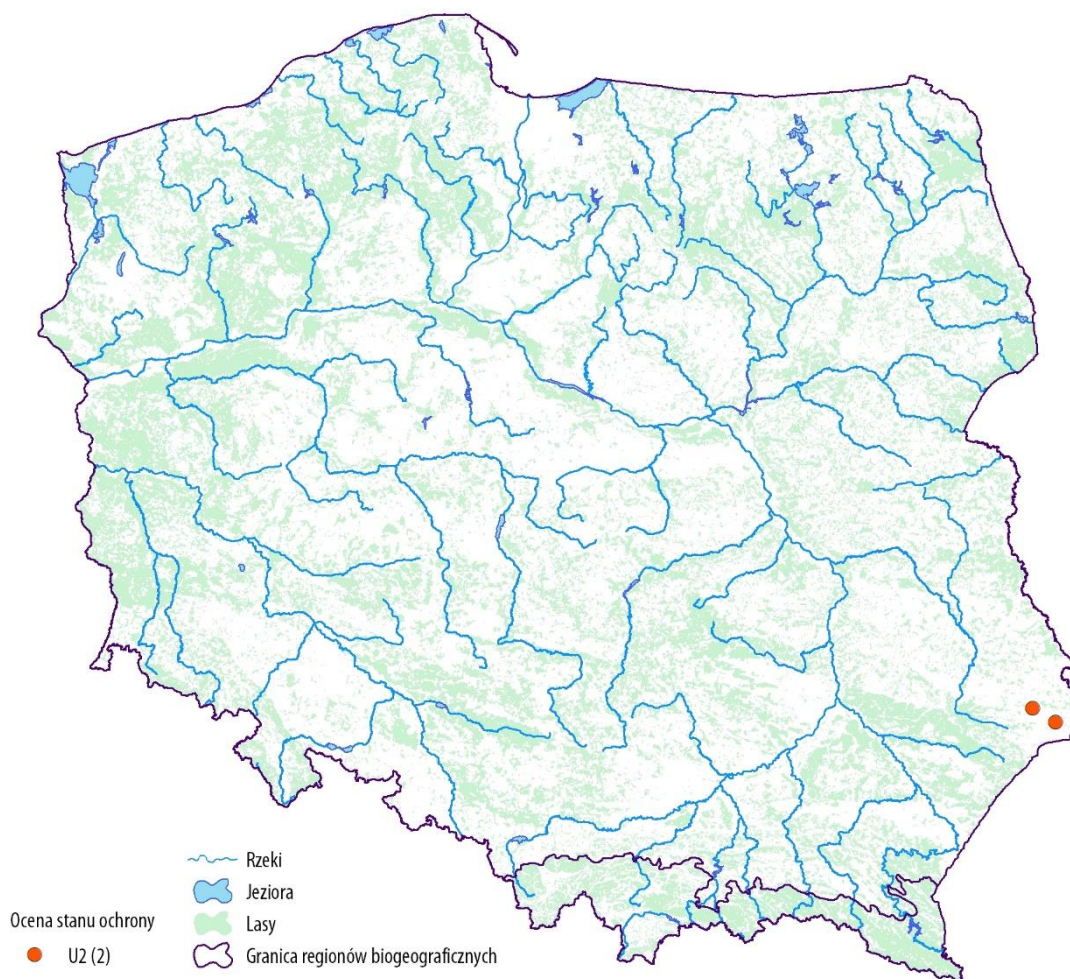 Rzeki
Jeziora
Lasy
Granica regionów biogeograficznych
Ocena stanu ochrony
U2 (2)